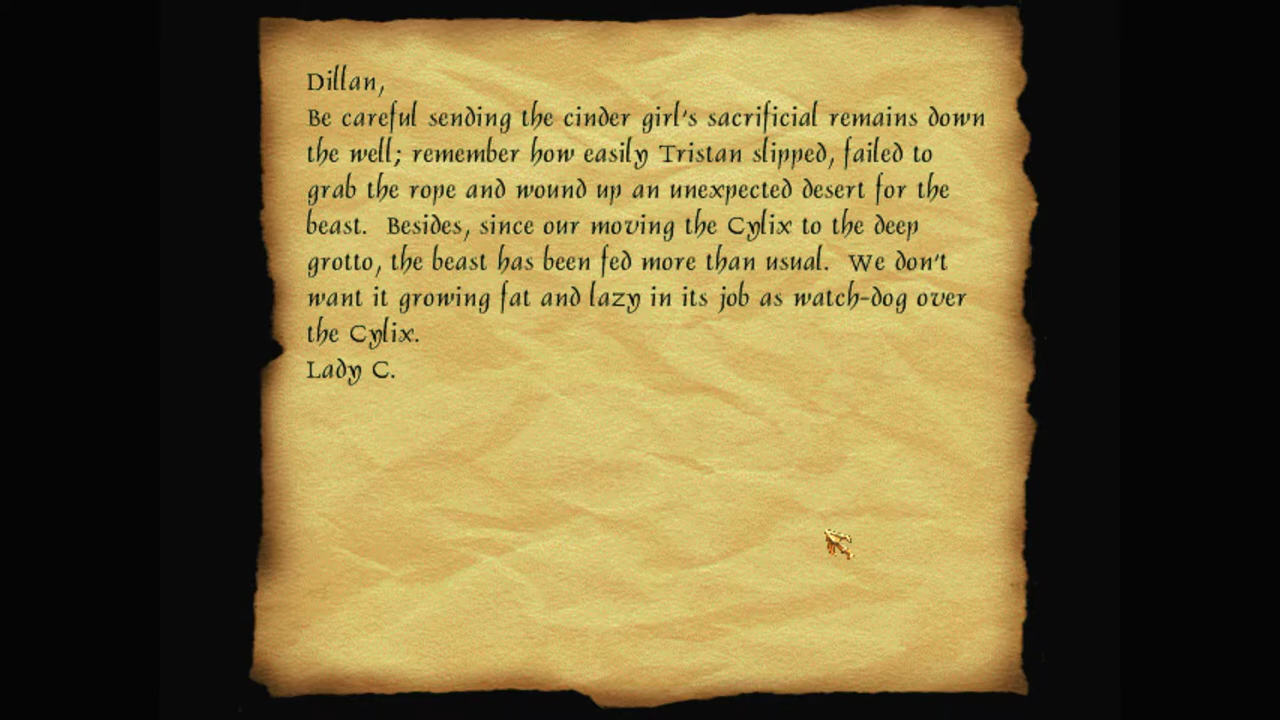 Dillan,
Be careful sending the cinder girl's sacrificial remains down
the well; remember how easily Tristan slipped, failed to
grab the rope and wound up an unexpected desert for the
beast.  Besides, since our moving the Cylix to the deep
grotto, the beast has been fed more than usual.  We don't
want it growing fat and lazy in its job as watch-dog over
the Cylix.
Lady C.